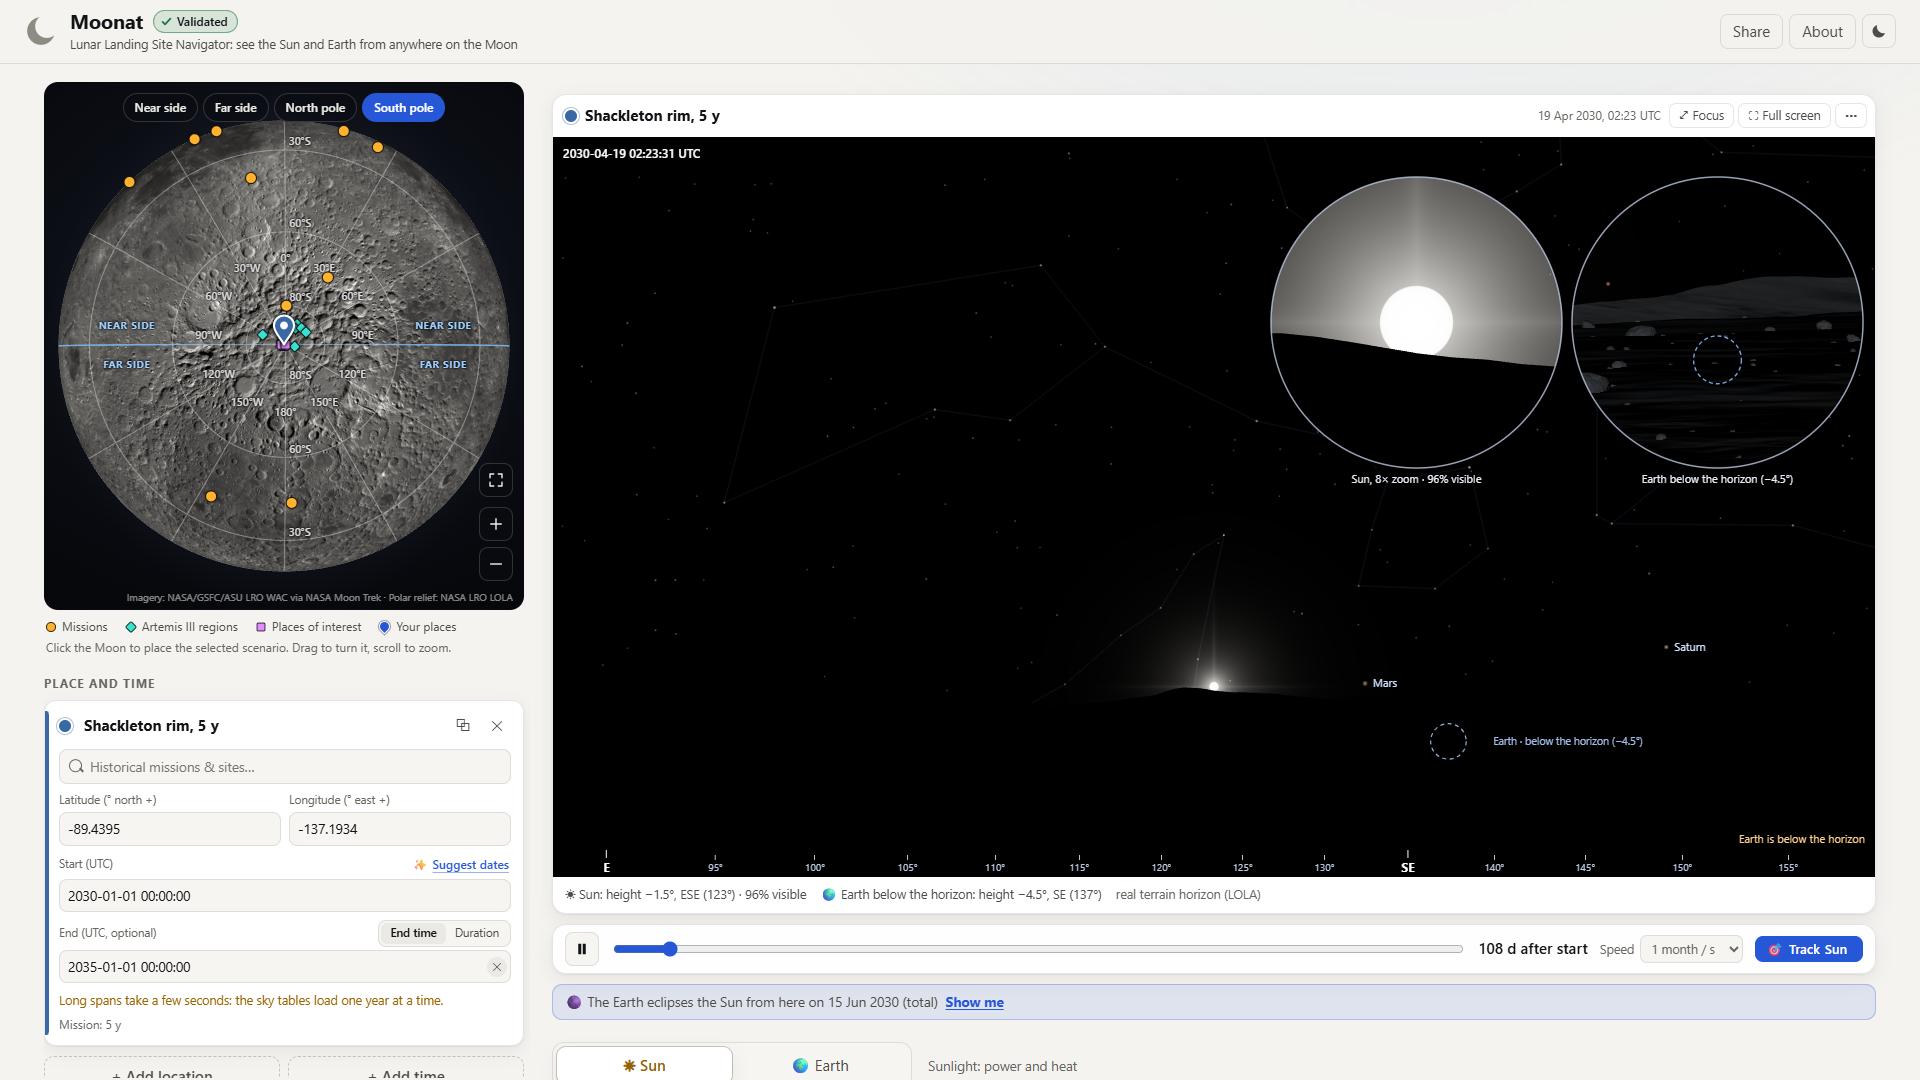 Moonat
Validated
Lunar Landing Site Navigator: see the Sun and Earth from anywhere on the Moon
Share
About
Near side
Far side
North pole
South pole
30°S
60°S
0°
30°W
30°E
60°W
80°S
60°E
NEAR SIDE
NEAR SIDE
90°W
90°E
FAR SIDE
FAR SIDE
120°W
80°S
120°E
150°W
150°E
180°
60°S
30°S
Imagery: NASA/GSFC/ASU LRO WAC via NASA Moon Trek · Polar relief: NASA LRO LOLA
Missions
Artemis III regions
Places of interest
Your places
Click the Moon to place the selected scenario. Drag to turn it, scroll to zoom.
PLACE AND TIME
Shackleton rim, 5 y
Historical missions & sites...
Latitude (° north +)
Longitude (° east +)
-89.4395
-137.1934
Start (UTC)
Suggest dates
2030-01-01 00:00:00
End (UTC, optional)
End time
Duration
2035-01-01 00:00:00
Long spans take a few seconds: the sky tables load one year at a time.
Mission: 5 y
+ Add location
+ Add time
Shackleton rim, 5 y
19 Apr 2030, 02:23 UTC
Focus
Full screen
2030-04-19 02:23:31 UTC
Sun, 8× zoom · 96% visible
Earth below the horizon (−4.5°)
Saturn
Mars
Earth · below the horizon (−4.5°)
Earth is below the horizon
E
95°
100°
105°
110°
115°
120°
125°
130°
SE
140°
145°
150°
155°
Sun: height −1.5°, ESE (123°) · 96% visible
Earth below the horizon: height −4.5°, SE (137°)
real terrain horizon (LOLA)
108 d after start
Speed
1 month / s
Track Sun
The Earth eclipses the Sun from here on 15 Jun 2030 (total)
Show me
Sun
Earth
Sunlight: power and heat